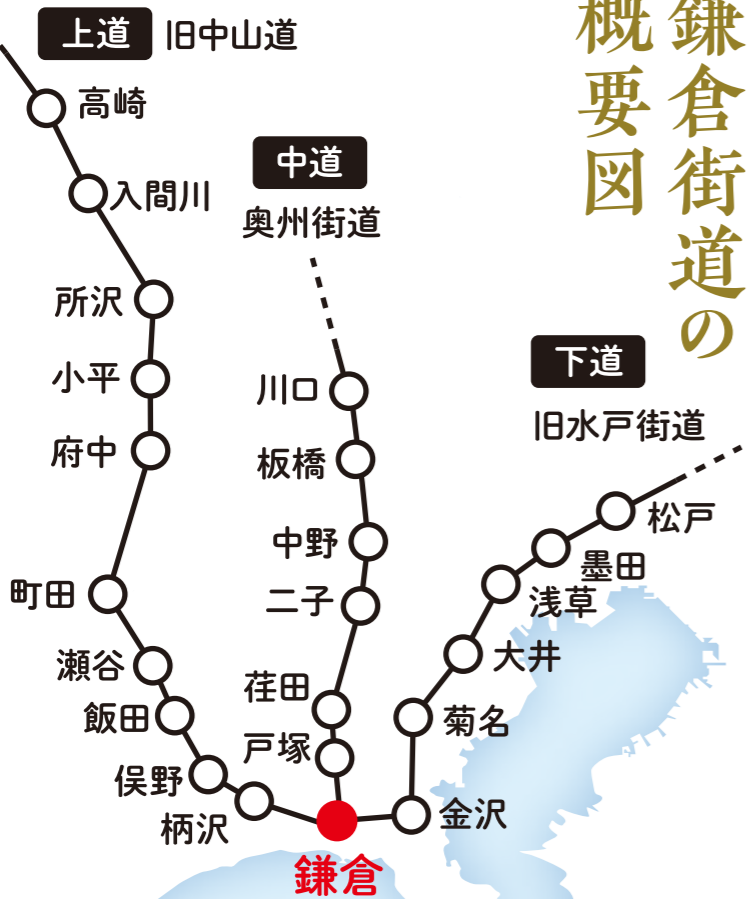 鎌倉街道の
概要図
上道 旧中山道
高崎
入間川
所沢
小平
府中
町田
瀬谷
飯田
俣野
柄沢
中道
奥州街道
川口
板橋
中野
二子
荏田
戸塚
下道
旧水戸街道
松戸
墨田
浅草
大井
菊名
金沢
鎌倉